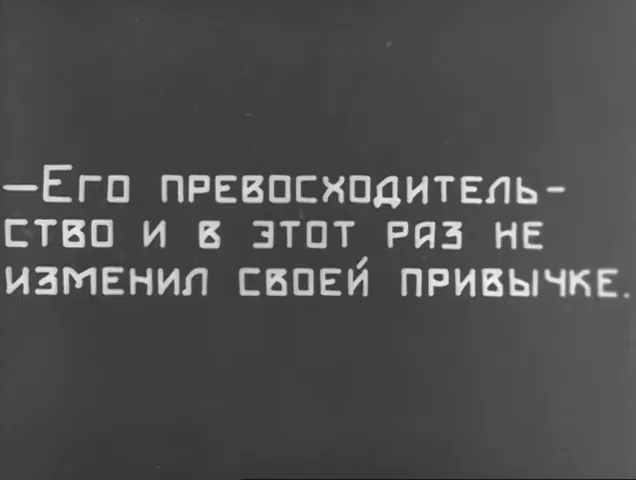 —Его превосходитель-
ство и в этот раз не
изменил своей привычке.